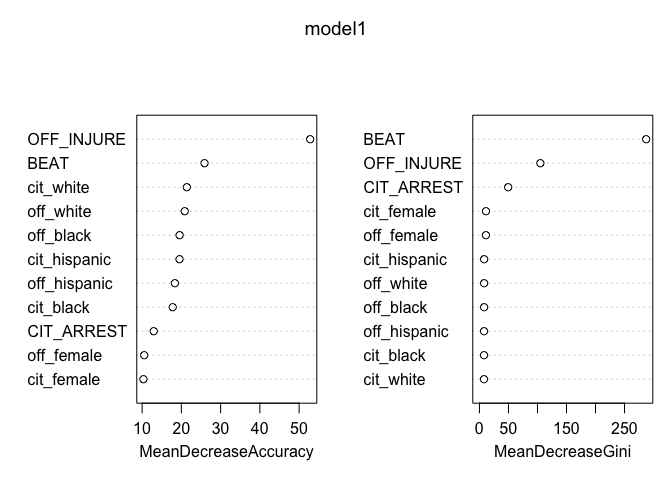 model1
OFF_INJURE
BEAT
cit_white
off_white
off_black
cit_hispanic
off_hispanic
cit_black
CIT_ARREST
off_female
cit_female
10 20 30 40 50
MeanDecreaseAccuracy
BEAT
OFF_INJURE
CIT_ARREST
cit_female
off_female
cit_hispanic
off_white
off_black
off_hispanic
cit_black
cit_white
0 50 150 250
MeanDecreaseGini